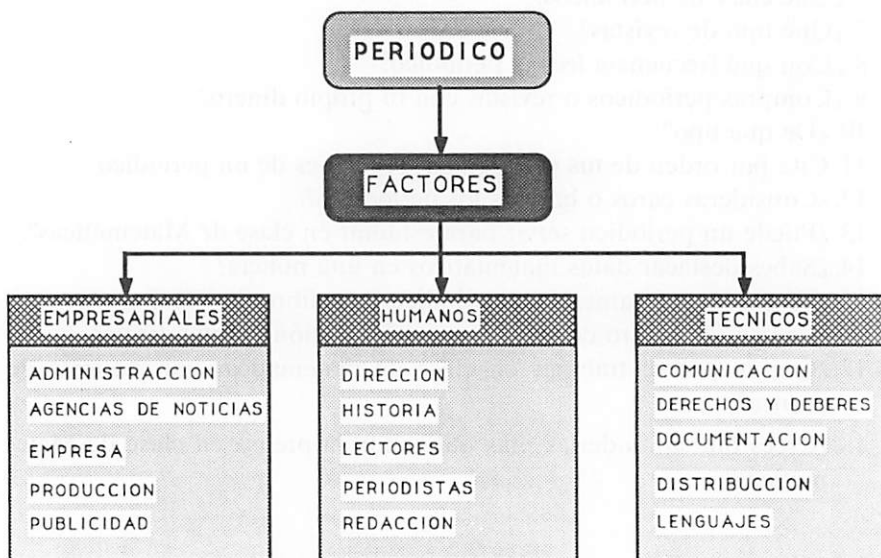 PERIODICO
FACTORES
EMPRESARIALES
ADMINISTRACCION
AGENCIAS DE NOTICIAS
EMPRESA
PRODUCCION
PUBLICIDAD
HUMANOS
DIRECCION
HISTORIA
LECTORES
PERIODISTAS
REDACCION
TECNICOS
COMUNICACION
DERECHOS Y DEBERES
DOCUMENTACION
DISTRIBUCCION
LENGUAJES